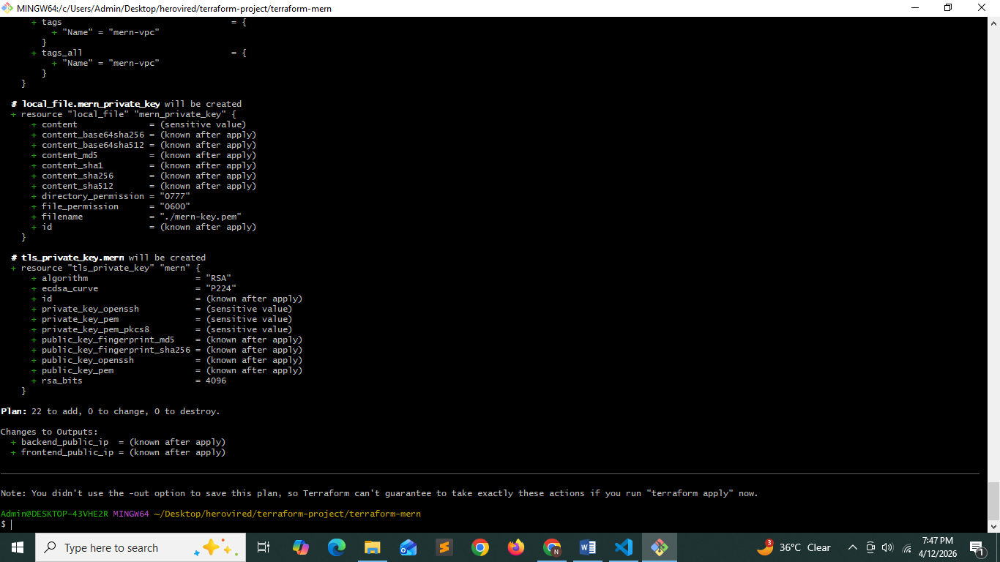 MINGW64:/c/Users/Admin/Desktop/herovired/terraform-project/terraform-mern
+ tags = {
+ "Name" = "mern-vpc"
}
+ tags_all = {
+ "Name" = "mern-vpc"
}
}
# local_file.mern_private_key will be created
+ resource "local_file" "mern_private_key" {
+ content = (sensitive value)
+ content_base64sha256 = (known after apply)
+ content_base64sha512 = (known after apply)
+ content_md5 = (known after apply)
+ content_sha1 = (known after apply)
+ content_sha256 = (known after apply)
+ content_sha512 = (known after apply)
+ directory_permission = "0777"
+ file_permission = "0600"
+ filename = "./mern-key.pem"
+ id = (known after apply)
}
# tls_private_key.mern will be created
+ resource "tls_private_key" "mern" {
+ algorithm = "RSA"
+ ecdsa_curve = "P224"
+ id = (known after apply)
+ private_key_openssh = (sensitive value)
+ private_key_pem = (sensitive value)
+ private_key_pem_pkcs8 = (sensitive value)
+ public_key_fingerprint_md5 = (known after apply)
+ public_key_fingerprint_sha256 = (known after apply)
+ public_key_openssh = (known after apply)
+ public_key_pem = (known after apply)
+ rsa_bits = 4096
}
Plan: 22 to add, 0 to change, 0 to destroy.
Changes to Outputs:
+ backend_public_ip = (known after apply)
+ frontend_public_ip = (known after apply)
Note: You didn't use the -out option to save this plan, so Terraform can't guarantee to take exactly these actions if you run "terraform apply" now.
Admin@DESKTOP-43VHE2R MINGW64 ~/Desktop/herovired/terraform-project/terraform-mern
$
Type here to search
3
36°C Clear
7:47 PM
4/12/2026
1